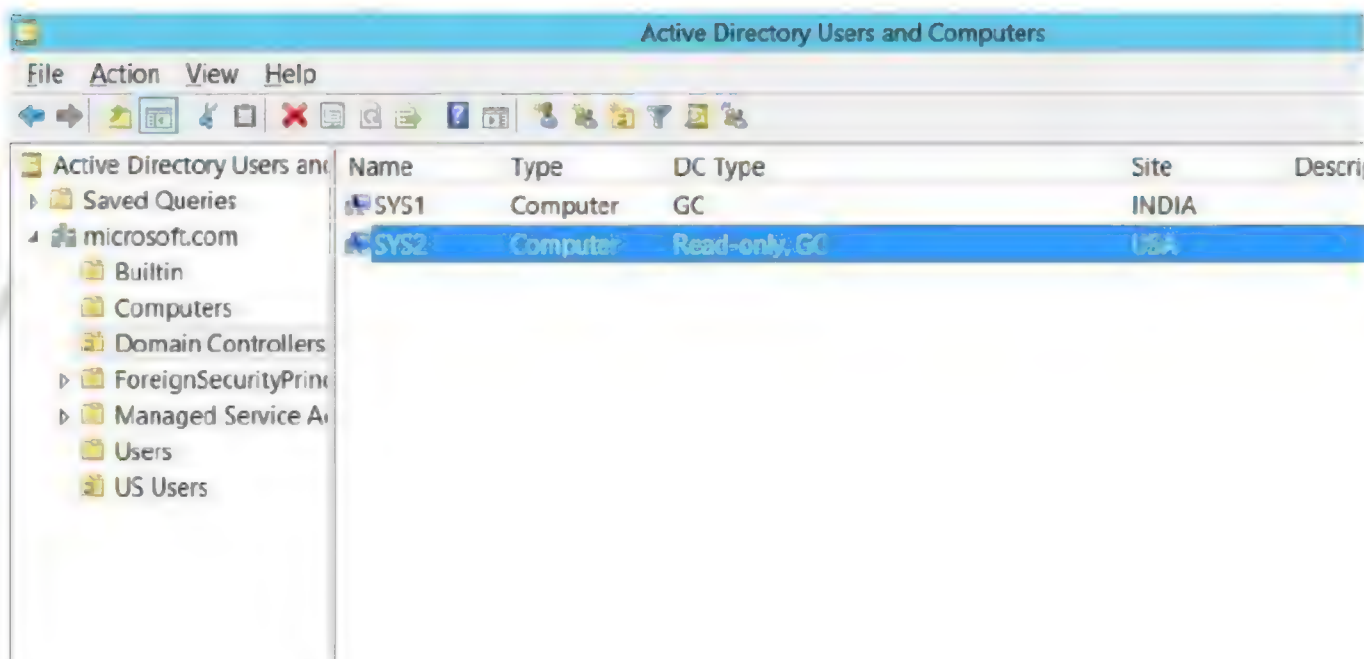 Active Directory Users and Computers
File Action View Help
Active Directory Users and
Saved Queries
microsoft.com
Builtin
Computers
Domain Controllers
ForeignSecurityPrinc
Managed Service A
Users
US Users
Name Type DC Type Site Descrip
SYS1 Computer GC INDIA
SYS2 Computer Read-only, GC USA